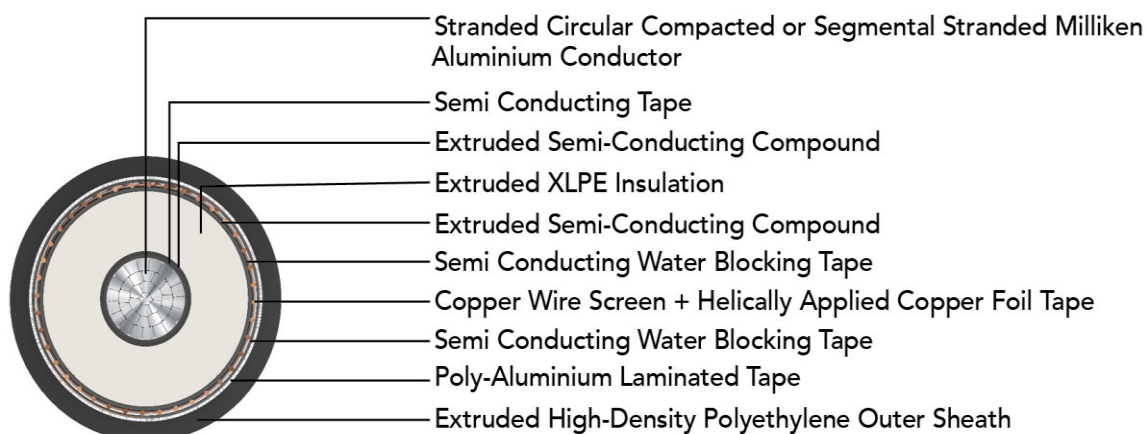 Stranded Circular Compacted or Segmental Stranded Milliken
Aluminium Conductor
Semi Conducting Tape
Extruded Semi-Conducting Compound
Extruded XLPE Insulation
Extruded Semi-Conducting Compound
Semi Conducting Water Blocking Tape
Copper Wire Screen + Helically Applied Copper Foil Tape
Semi Conducting Water Blocking Tape
Poly-Aluminium Laminated Tape
Extruded High-Density Polyethylene Outer Sheath